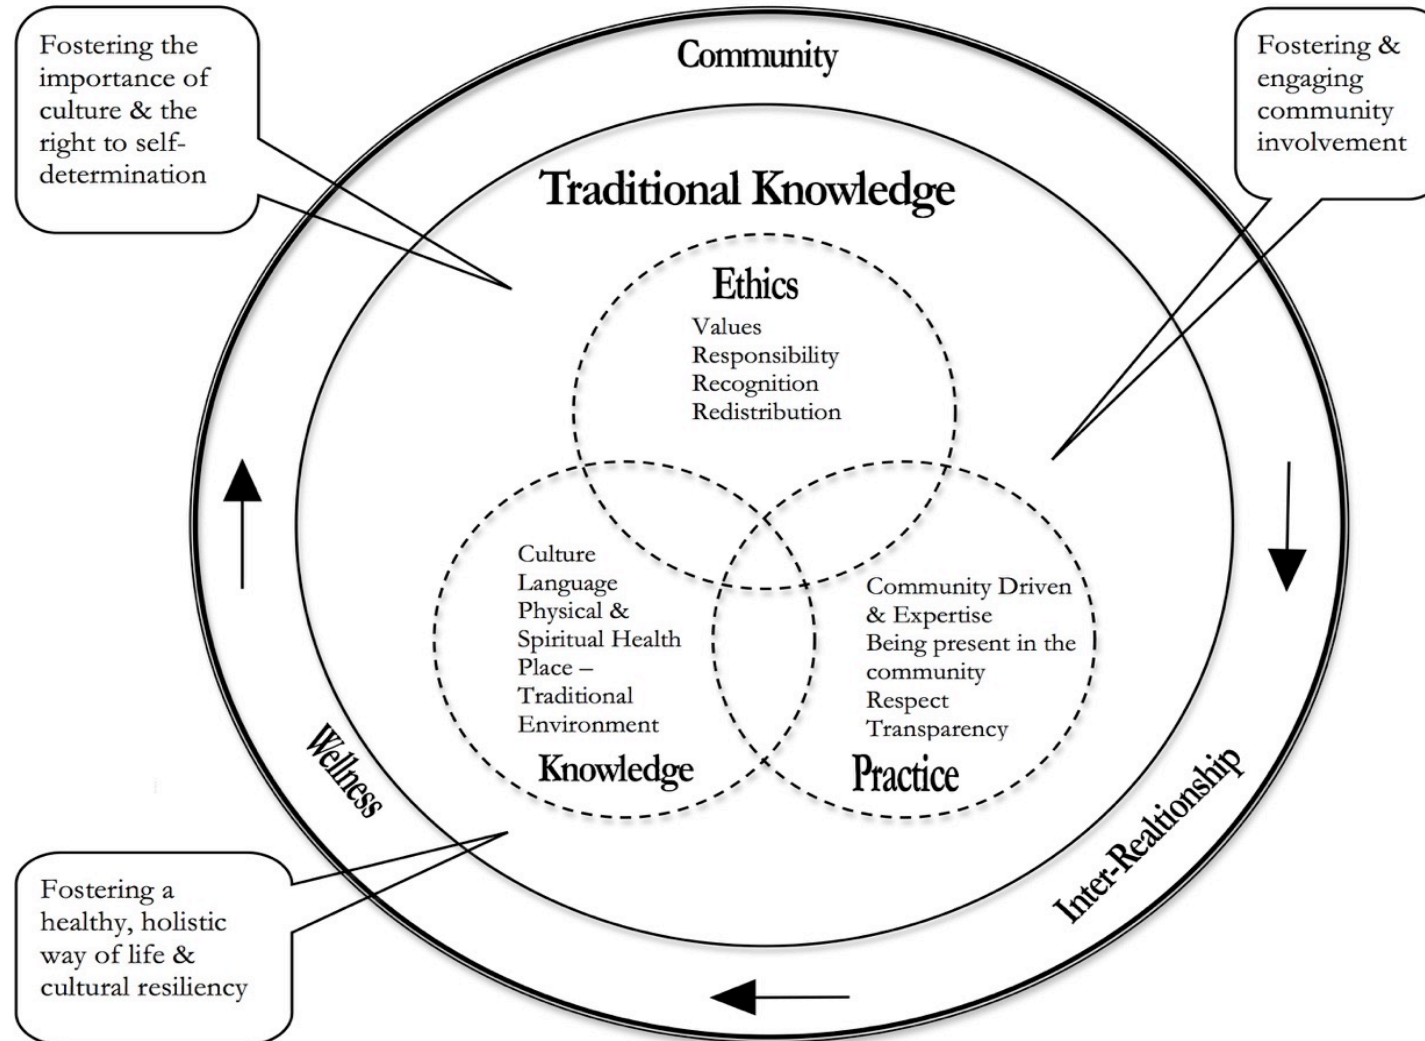 Fostering the
importance of
culture & the
right to self-
determination
Community
Fostering &
engaging
community
involvement
Traditional Knowledge
Ethics
Values
Responsibility
Recognition
Redistribution
Culture
Language
Physical &
Spiritual Health
Place –
Traditional
Environment
Knowledge
Community Driven
& Expertise
Being present in the
community
Respect
Transparency
Practice
Wellness
Inter-Realtionship
Fostering a
healthy, holistic
way of life &
cultural resiliency